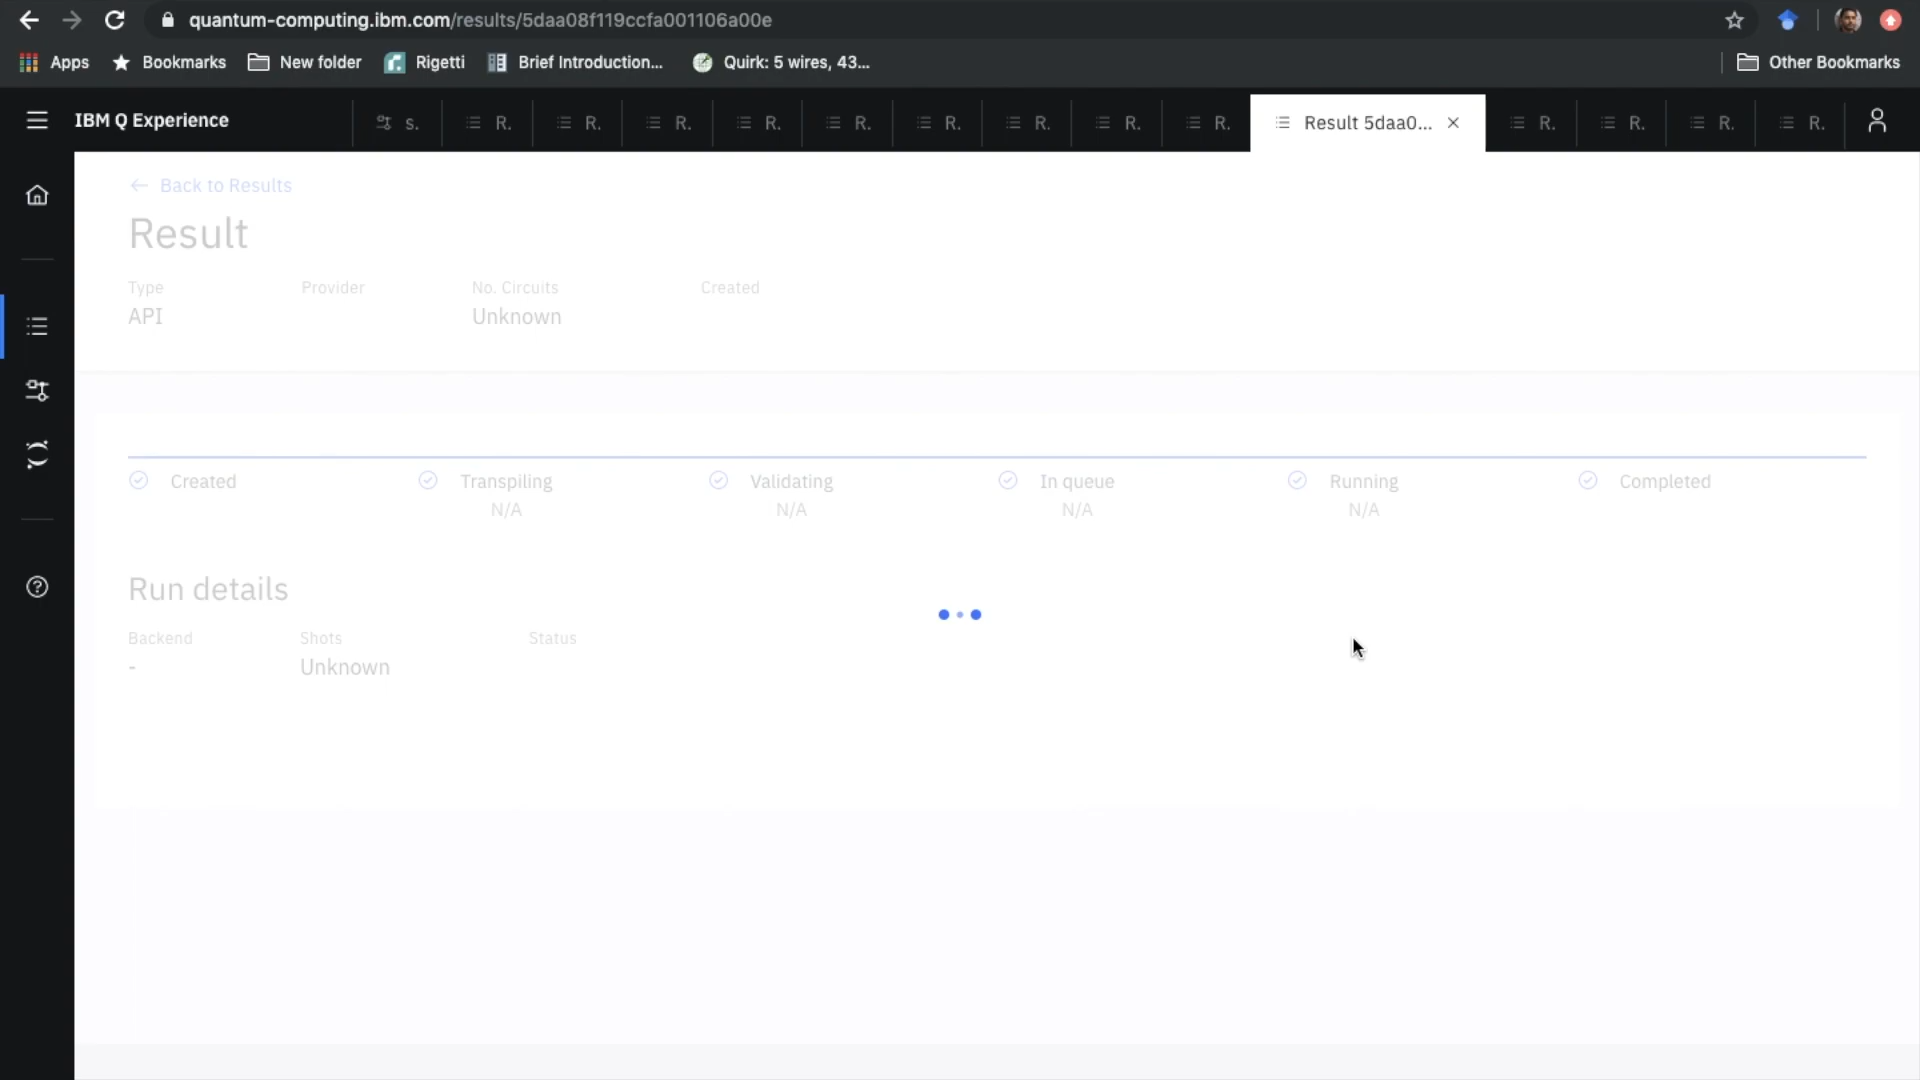 quantum-computing.ibm.com/results/5daa08f119ccfa001106a00e
Apps Bookmarks New folder Rigetti Brief Introduction... Quirk: 5 wires, 43... Other Bookmarks
IBM Q Experience s. R. R. R. R. R. R. R. R. R. Result 5daa0... R. R. R. R.
Back to Results
Result
Type Provider No. Circuits Created
API Unknown
Created Transpiling Validating In queue Running Completed
N/A N/A N/A N/A
Run details
Backend Shots Status
- Unknown